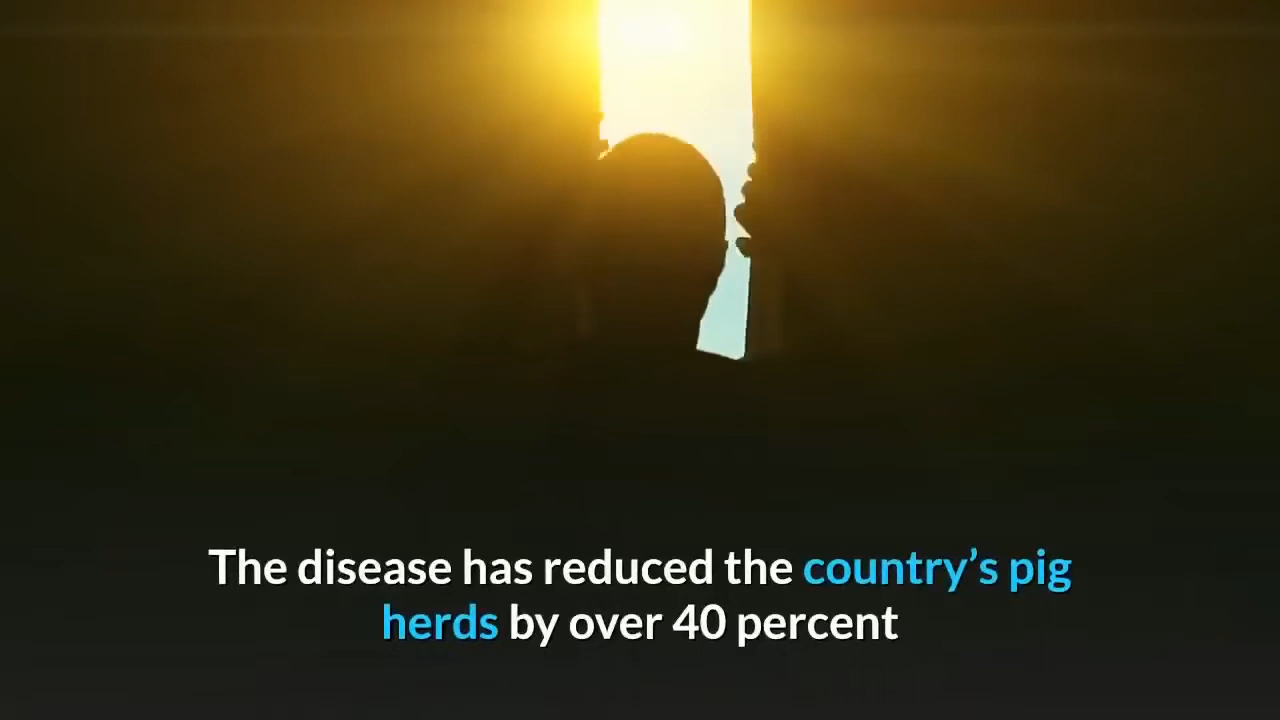 The disease has reduced the country’s pig
herds by over 40 percent